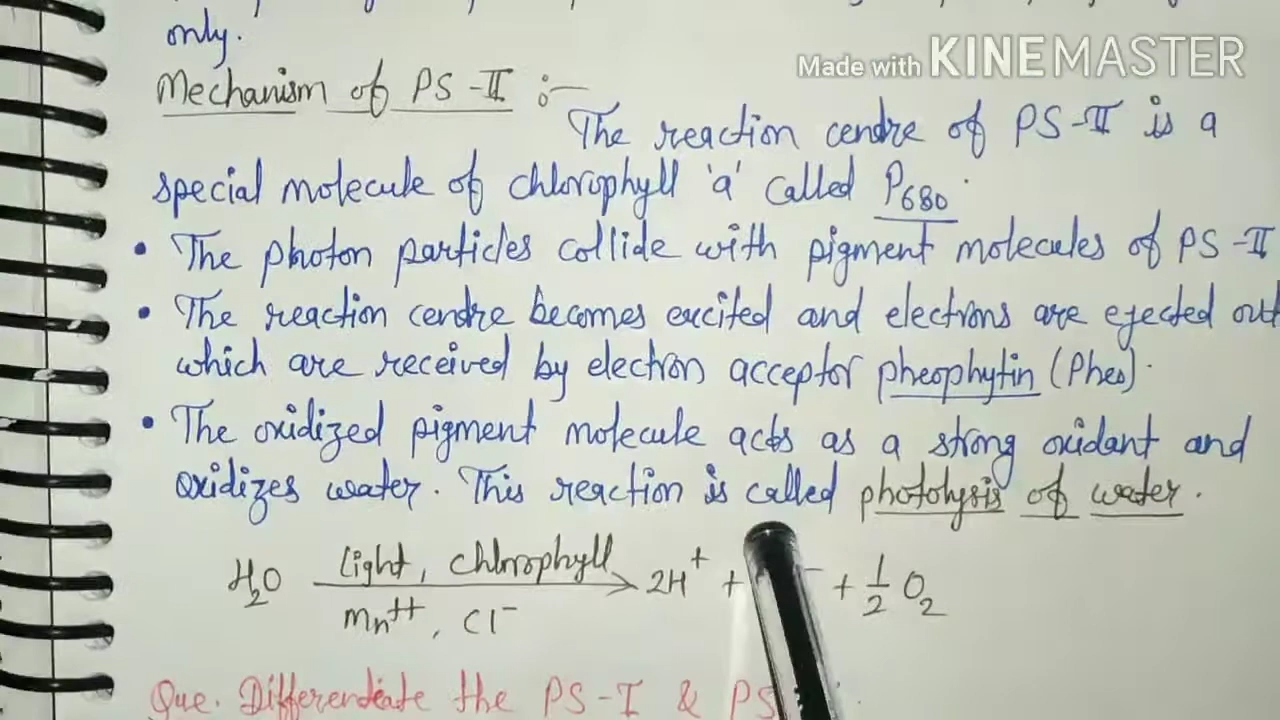 only.
Made with KINEMASTER
Mechanism of PS-II :-
The reaction centre of PS-II is a
special molecule of chlorophyll 'a' called P680.
• The photon particles collide with pigment molecules of PS-II
• The reaction centre becomes excited and electrons are ejected out
which are received by electron acceptor pheophytin (Pheo).
• The oxidized pigment molecule acts as a strong oxidant and
oxidizes water. This reaction is called photolysis of water.
light, chlorophyll
H₂O → 2H⁺ + ⁻ + 1/2 O₂
Mn⁺⁺, Cl⁻
Que. Differentiate the PS-I & PS